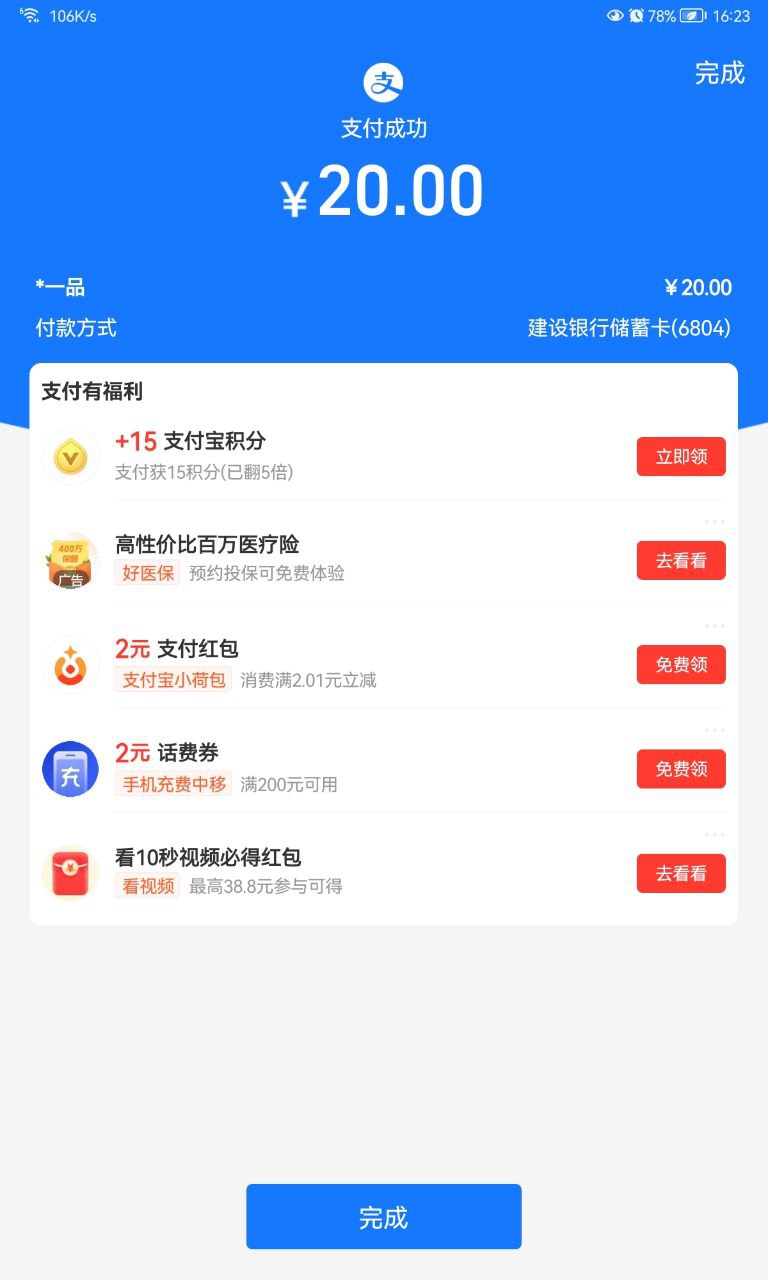 106K/s
78%
16:23
完成
支
支付成功
¥20.00
*一品
¥20.00
付款方式
建设银行储蓄卡(6804)
支付有福利
+15 支付宝积分
支付获15积分(已翻5倍)
立即领
400万
保额
广告
高性价比百万医疗险
好医保 预约投保可免费体验
去看看
2元 支付红包
支付宝小荷包 消费满2.01元立减
免费领
充
2元 话费券
手机充费中移 满200元可用
免费领
看10秒视频必得红包
看视频 最高38.8元参与可得
去看看
完成